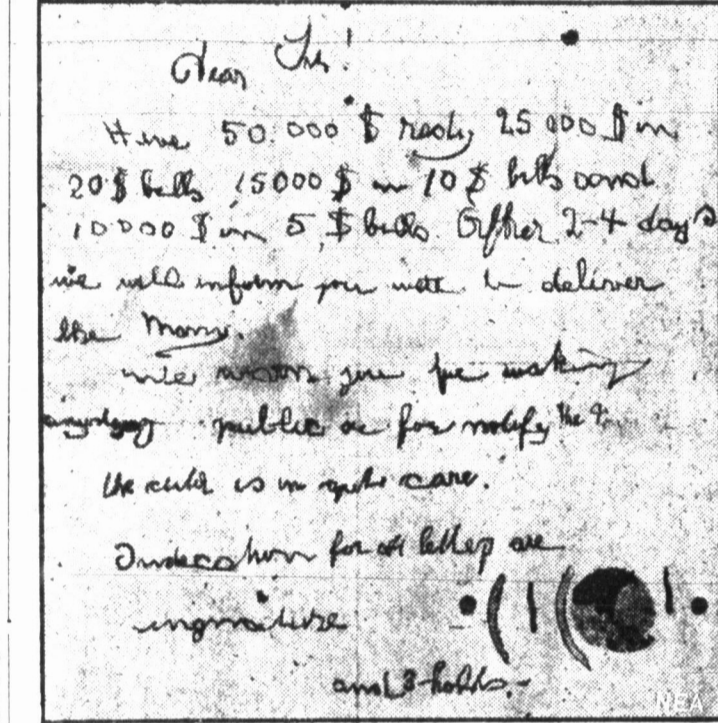 Dear Sir!
Have 50.000 $ redy 25 000 $ in
20 $ bills 15000 $ in 10 $ bills and
10000 $ in 5 $ bills. After 2-4 days
we will inform you were to deliver
the Mony.
we warn you for making
anyding public or for notify the
the child is in gute care.
Indication for all letters are
singnature
and 3 holds.-
NEA